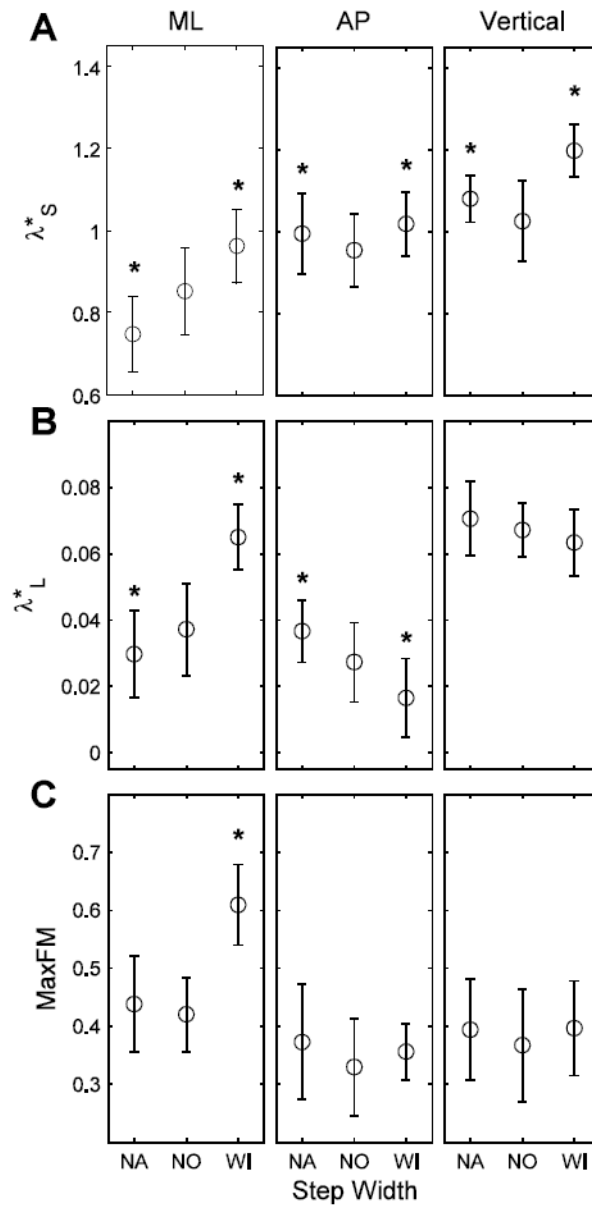 A ML AP Vertical
1.4
* *
1.2
* * *
λ*S
1
*
0.8
0.6
B
0.08
*
λ*L
0.06
* *
0.04
*
0.02
0
C
*
0.7
0.6
MaxFM
0.5
0.4
0.3
NA NO WI NA NO WI NA NO WI
Step Width